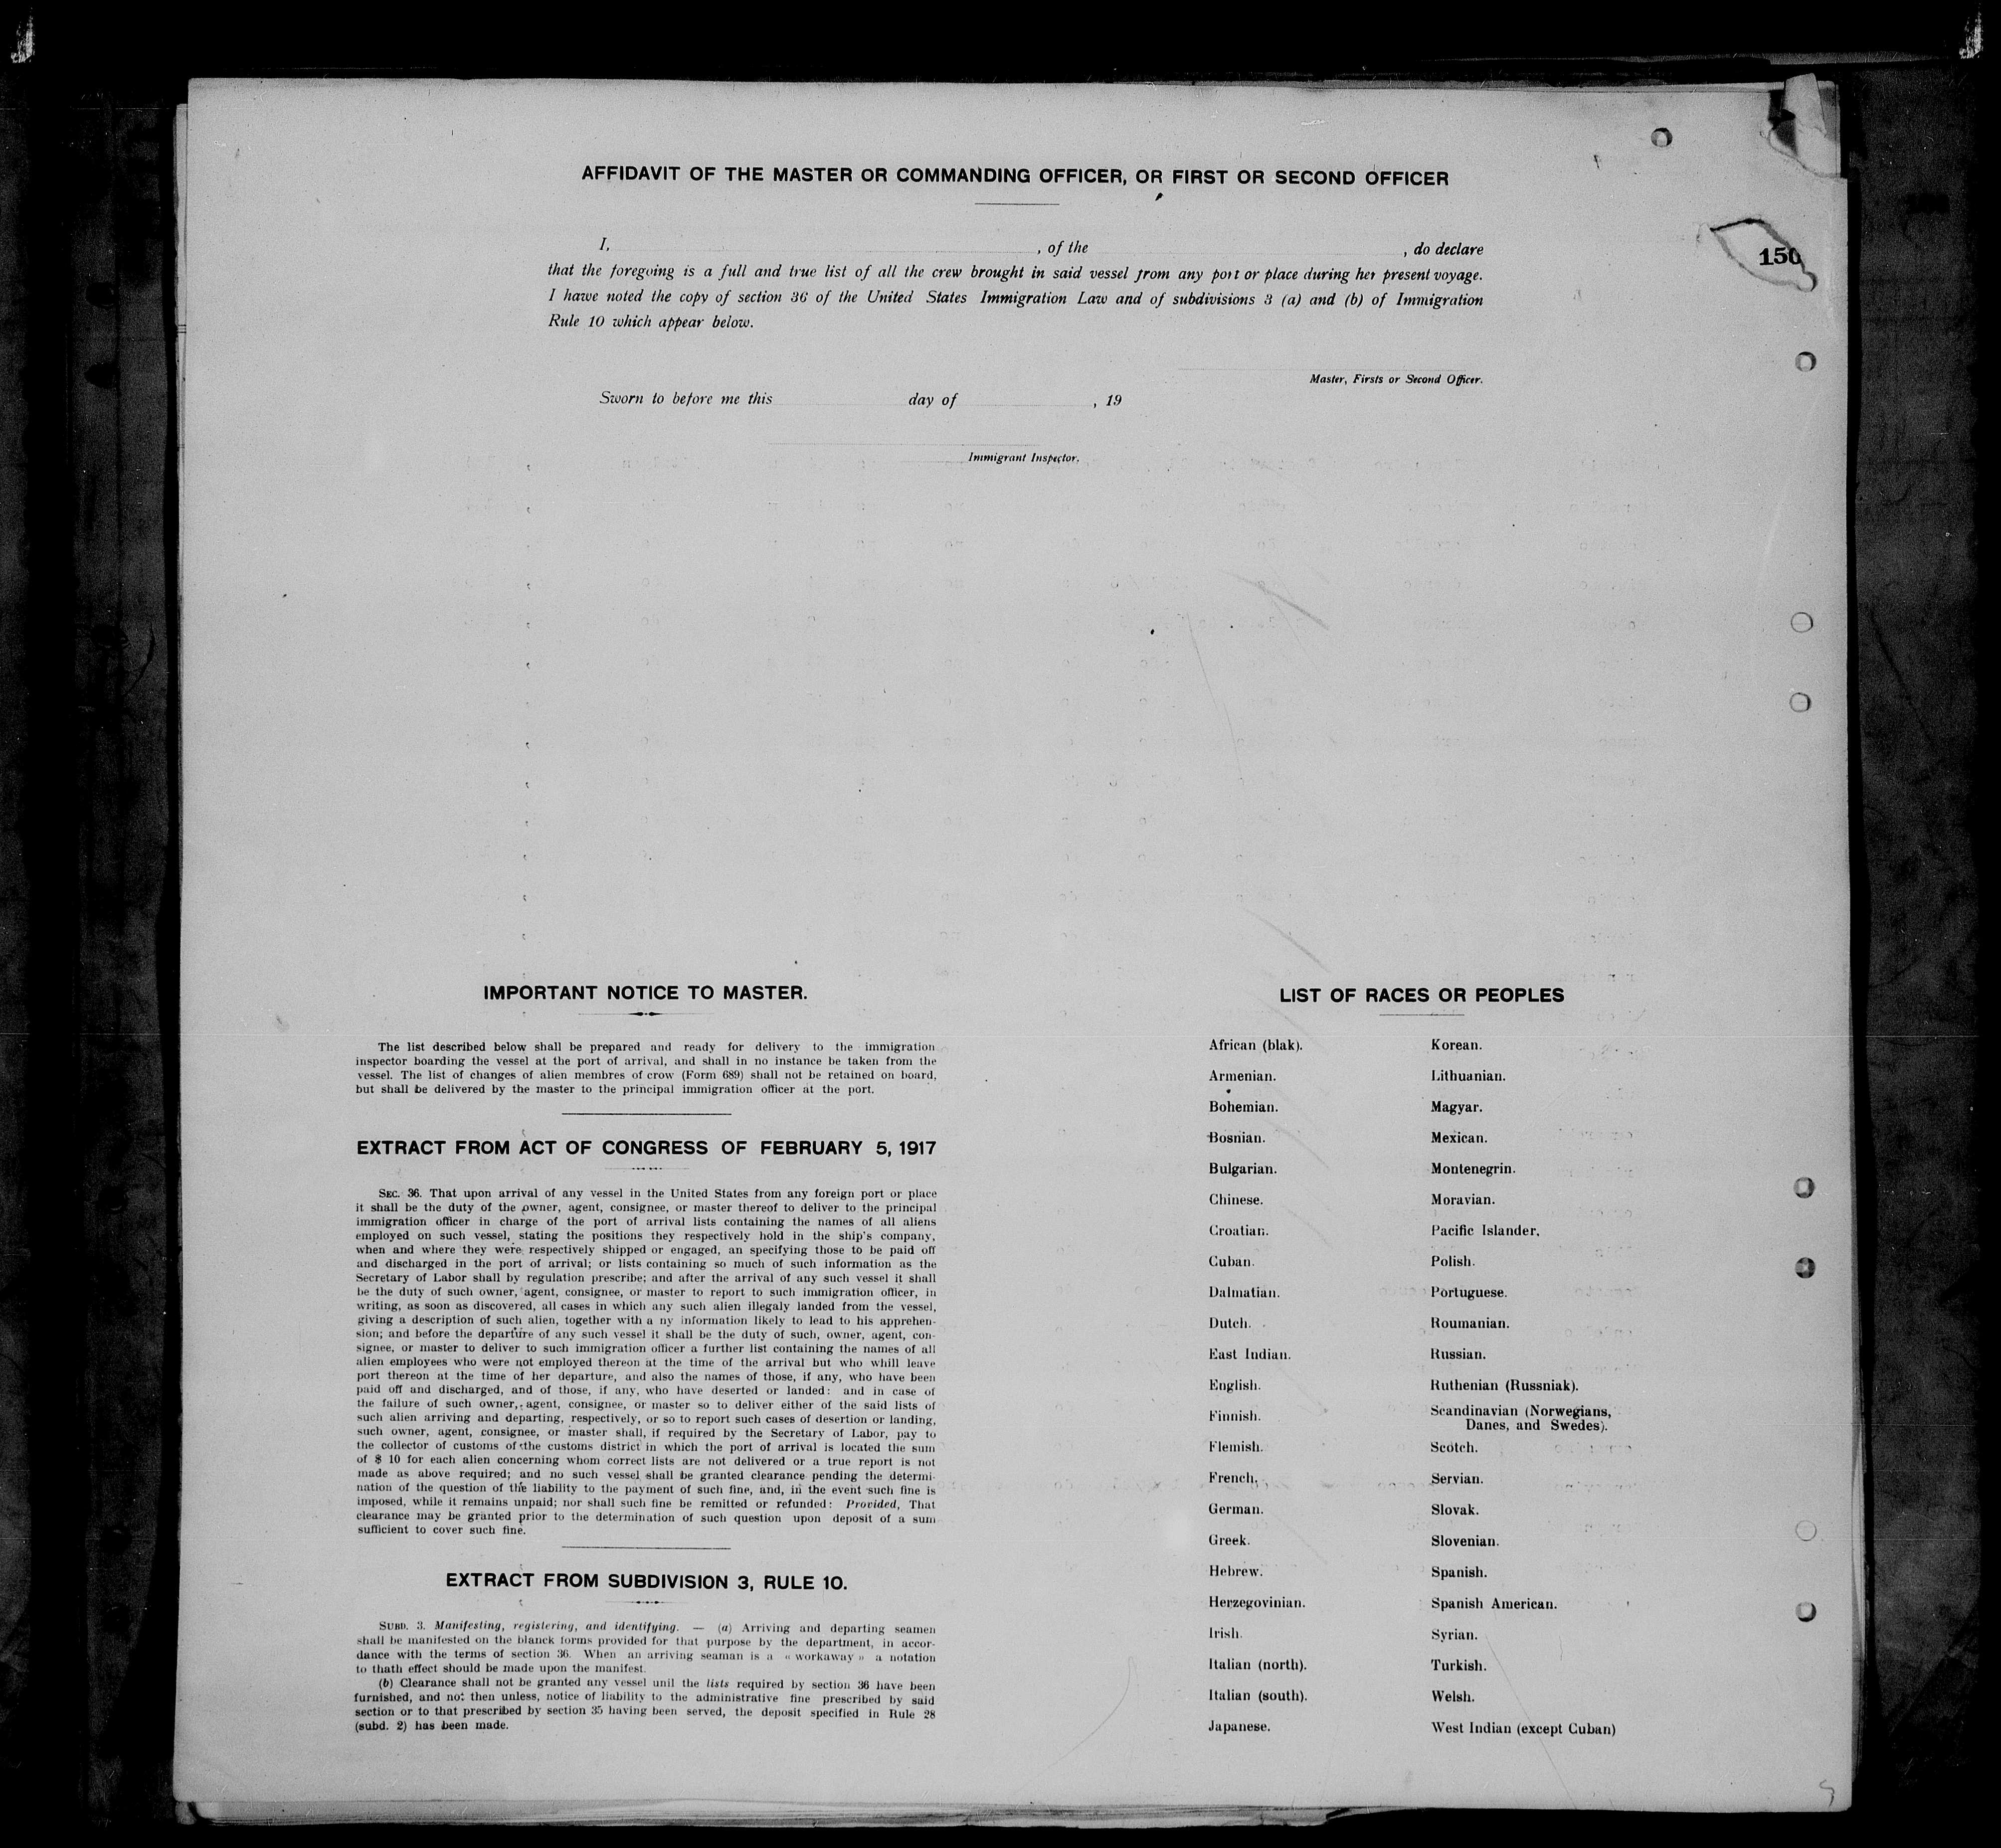 AFFIDAVIT OF THE MASTER OR COMMANDING OFFICER, OR FIRST OR SECOND OFFICER
150
I, , of the , do declare
that the foregoing is a full and true list of all the crew brought in said vessel from any port or place during her present voyage.
I hawe noted the copy of section 36 of the United States Immigration Law and of subdivisions 3 (a) and (b) of Immigration
Rule 10 which appear below.
Master, Firsts or Second Officer.
Sworn to before me this day of , 19
Immigrant Inspector.
IMPORTANT NOTICE TO MASTER.
The list described below shall be prepared and ready for delivery to the immigration
inspector boarding the vessel at the port of arrival, and shall in no instance be taken from the
vessel. The list of changes of alien membres of crow (Form 689) shall not be retained on board,
but shall be delivered by the master to the principal immigration officer at the port.
EXTRACT FROM ACT OF CONGRESS OF FEBRUARY 5, 1917
SEC. 36. That upon arrival of any vessel in the United States from any foreign port or place
it shall be the duty of the owner, agent, consignee, or master thereof to deliver to the principal
immigration officer in charge of the port of arrival lists containing the names of all aliens
employed on such vessel, stating the positions they respectively hold in the ship's company,
when and where they were respectively shipped or engaged, an specifying those to be paid off
and discharged in the port of arrival; or lists containing so much of such information as the
Secretary of Labor shall by regulation prescribe; and after the arrival of any such vessel it shall
be the duty of such owner, agent, consignee, or master to report to such immigration officer, in
writing, as soon as discovered, all cases in which any such alien illegaly landed from the vessel,
giving a description of such alien, together with a ny information likely to lead to his apprehen-
sion; and before the departure of any such vessel it shall be the duty of such, owner, agent, con-
signee, or master to deliver to such immigration officer a further list containing the names of all
alien employees who were not employed thereon at the time of the arrival but who whill leave
port thereon at the time of her departure, and also the names of those, if any, who have been
paid off and discharged, and of those, if any, who have deserted or landed: and in case of
the failure of such owner, agent, consignee, or master so to deliver either of the said lists of
such alien arriving and departing, respectively, or so to report such cases of desertion or landing,
such owner, agent, consignee, or master shall, if required by the Secretary of Labor, pay to
the collector of customs of the customs district in which the port of arrival is located the sum
of $ 10 for each alien concerning whom correct lists are not delivered or a true report is not
made as above required; and no such vessel shall be granted clearance pending the determi-
nation of the question of the liability to the payment of such fine, and, in the event such fine is
imposed, while it remains unpaid; nor shall such fine be remitted or refunded: Provided, That
clearance may be granted prior to the determination of such question upon deposit of a sum
sufficient to cover such fine.
EXTRACT FROM SUBDIVISION 3, RULE 10.
SUBD. 3. Manifesting, registering, and identifying. — (a) Arriving and departing seamen
shall be manifested on the blanck forms provided for that purpose by the department, in accor-
dance with the terms of section 36. When an arriving seaman is a « workaway » a notation
to thath effect should be made upon the manifest.
(b) Clearance shall not be granted any vessel unil the lists required by section 36 have been
furnished, and not then unless, notice of liability to the administrative fine prescribed by said
section or to that prescribed by section 35 having been served, the deposit specified in Rule 28
(subd. 2) has been made.
LIST OF RACES OR PEOPLES
African (blak).
Armenian.
Bohemian.
Bosnian.
Bulgarian.
Chinese.
Croatian.
Cuban.
Dalmatian.
Dutch.
East Indian.
English.
Finnish.
Flemish.
French.
German.
Greek.
Hebrew.
Herzegovinian.
Irish.
Italian (north).
Italian (south).
Japanese.
Korean.
Lithuanian.
Magyar.
Mexican.
Montenegrin.
Moravian.
Pacific Islander,
Polish.
Portuguese.
Roumanian.
Russian.
Ruthenian (Russniak).
Scandinavian (Norwegians,
Danes, and Swedes).
Scotch.
Servian.
Slovak.
Slovenian.
Spanish.
Spanish American.
Syrian.
Turkish.
Welsh.
West Indian (except Cuban)